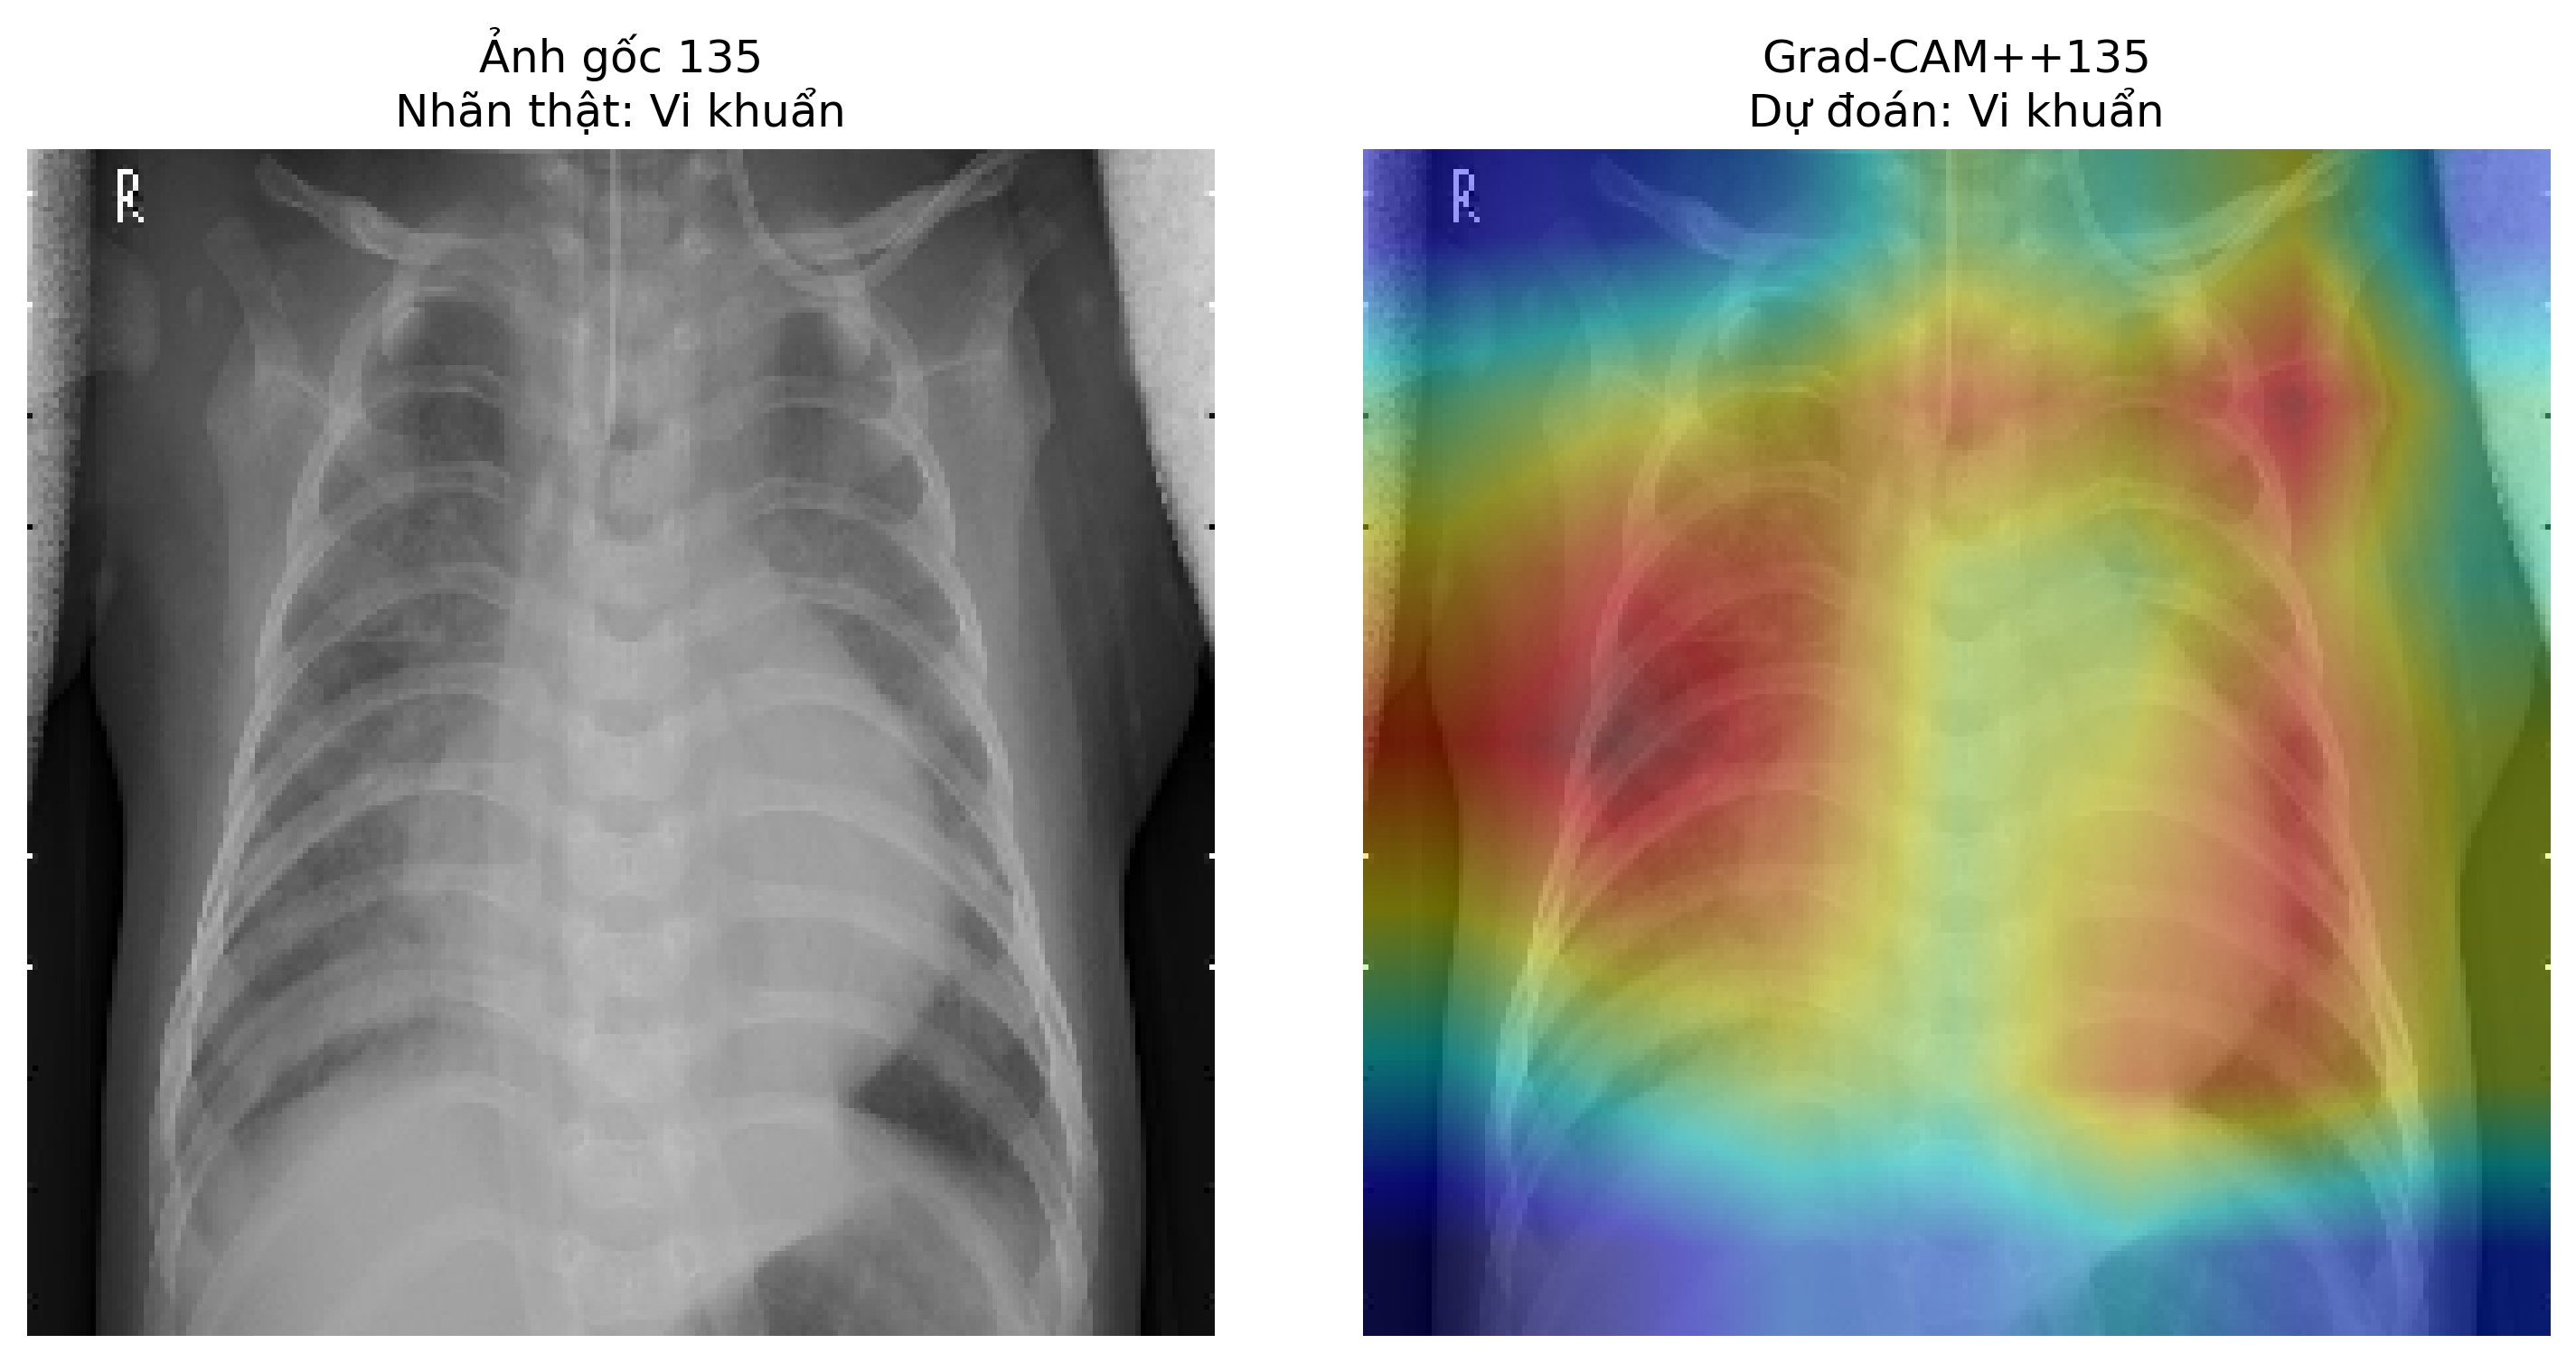 Ảnh gốc 135
Nhãn thật: Vi khuẩn
R
Grad-CAM++135
Dự đoán: Vi khuẩn
R